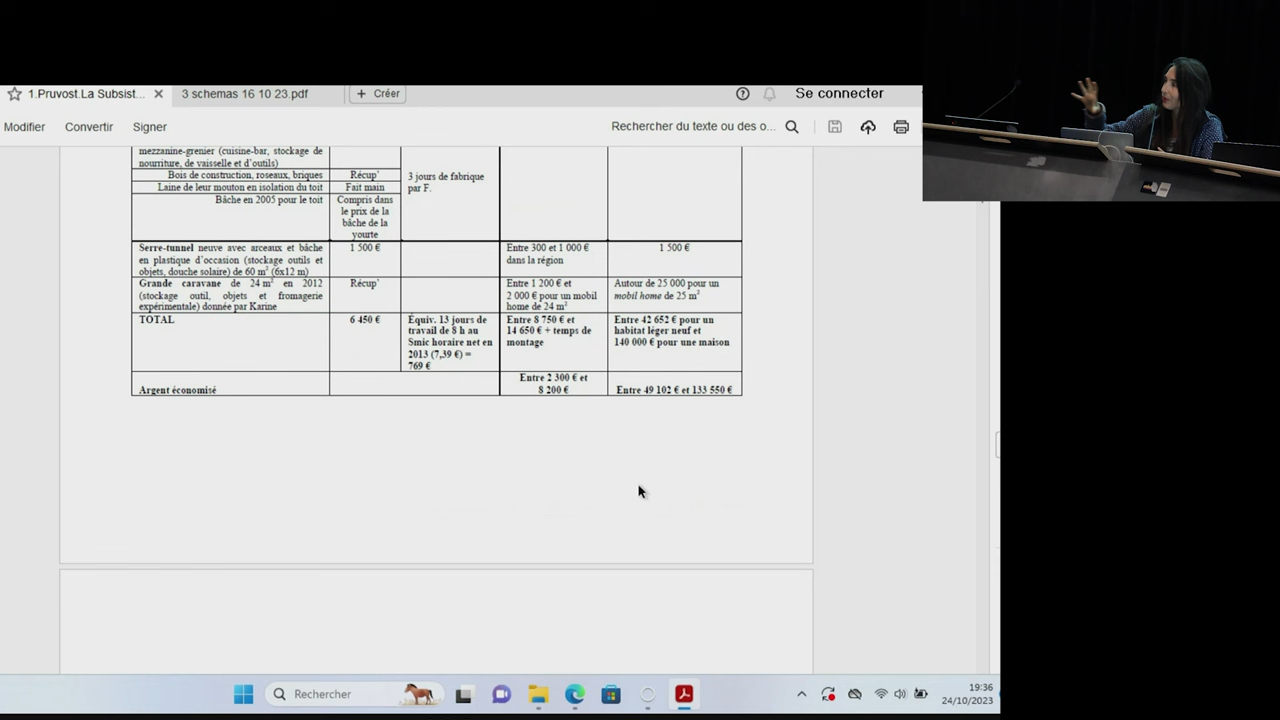 1.Pruvost.La Subsist...
3 schemas 16 10 23.pdf
Créer
Se connecter
Modifier
Convertir
Signer
Rechercher du texte ou des o...
mezzanine-grenier (cuisine-bar, stockage de
nourriture, de vaisselle et d'outils)
Bois de construction, roseaux, briques
Récup'
Laine de leur mouton en isolation du toit
Fait main
Bâche en 2005 pour le toit
Compris dans
le prix de la
bâche de la
yourte
3 jours de fabrique
par F.
Serre-tunnel neuve avec arceaux et bâche
en plastique d'occasion (stockage outils et
objets, douche solaire) de 60 m² (6x12 m)
1 500 €
Entre 300 et 1 000 €
dans la région
1 500 €
Grande caravane de 24 m² en 2012
(stockage outil, objets et fromagerie
expérimentale) donnée par Karine
Récup'
Entre 1 200 € et
2 000 € pour un mobil
home de 24 m²
Autour de 25 000 pour un
mobil home de 25 m²
TOTAL
6 450 €
Équiv. 13 jours de
travail de 8 h au
Smic horaire net en
2013 (7,39 €) =
769 €
Entre 8 750 € et
14 650 € + temps de
montage
Entre 42 652 € pour un
habitat léger neuf et
140 000 € pour une maison
Argent économisé
Entre 2 300 € et
8 200 €
Entre 49 102 € et 133 550 €
Rechercher
19:36
24/10/2023